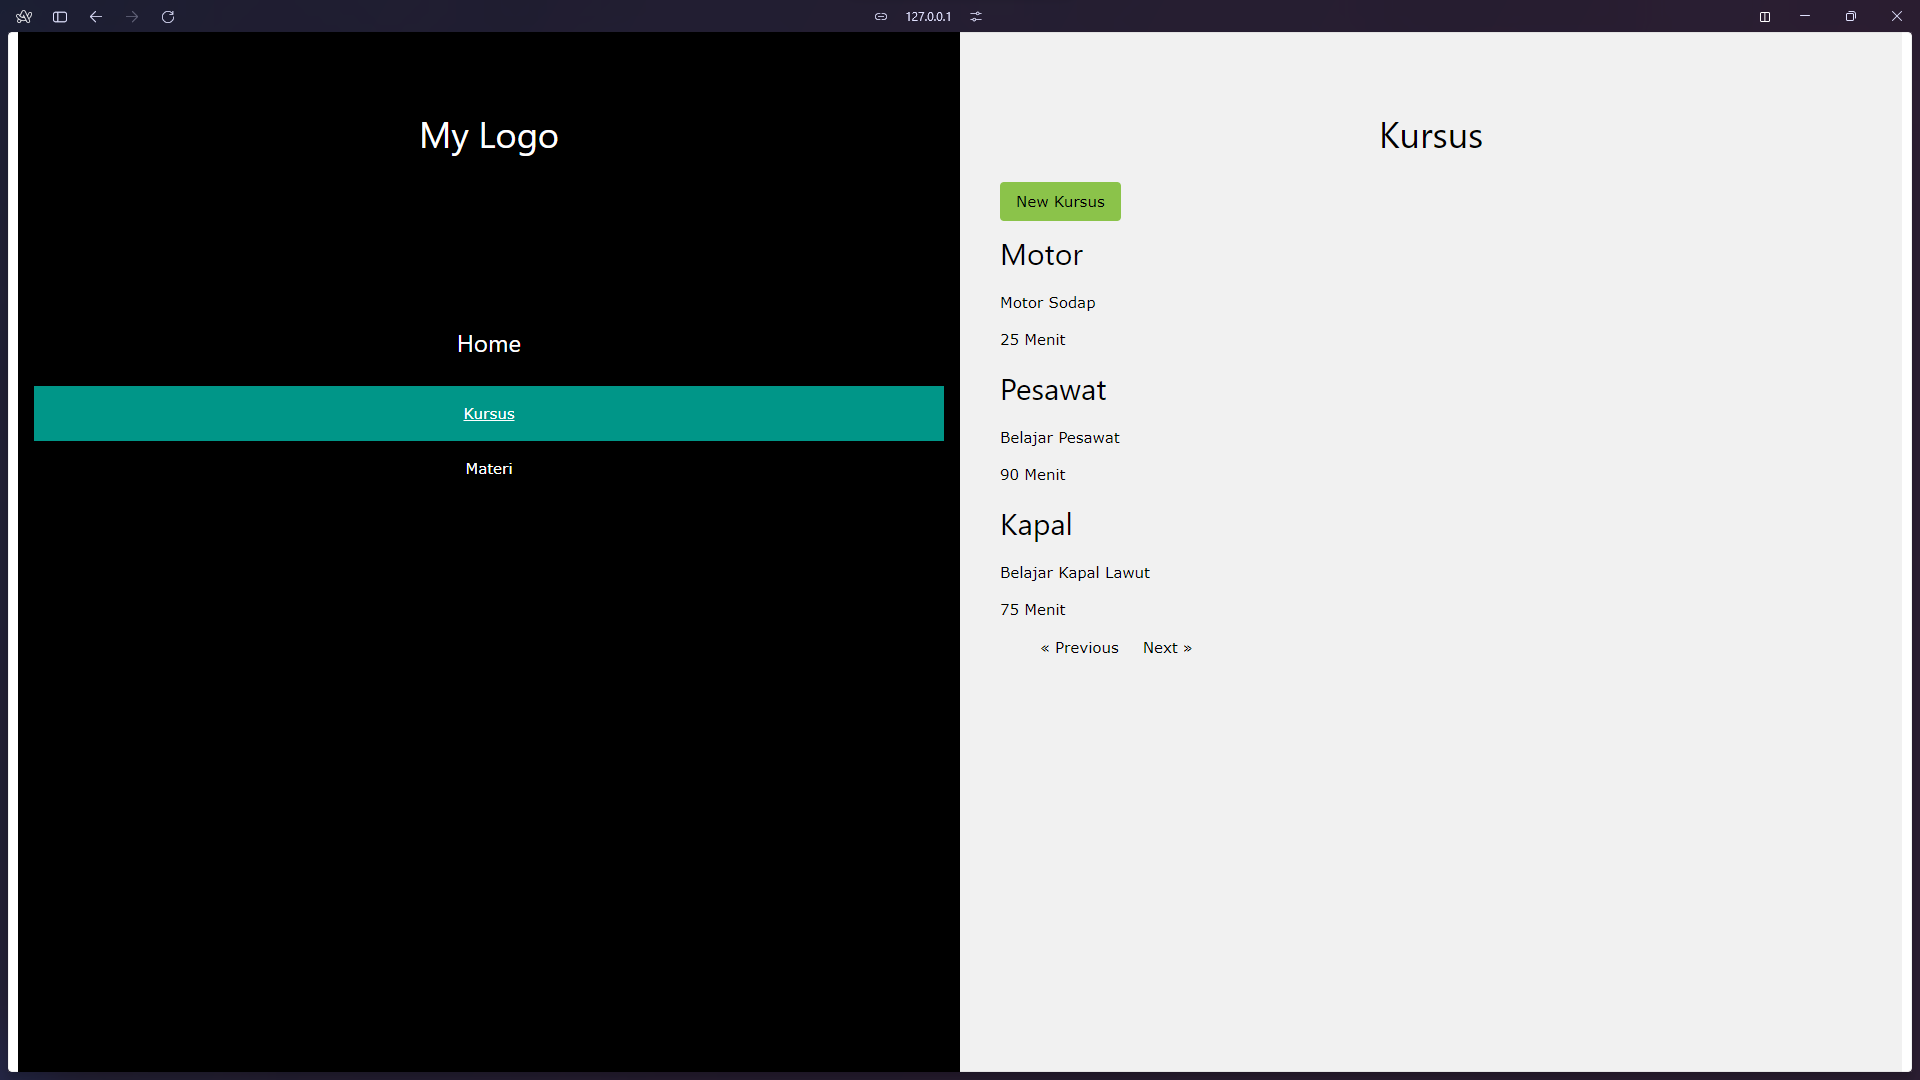 127.0.0.1
My Logo
Home
Kursus
Materi
Kursus
New Kursus
Motor
Motor Sodap
25 Menit
Pesawat
Belajar Pesawat
90 Menit
Kapal
Belajar Kapal Lawut
75 Menit
« Previous Next »